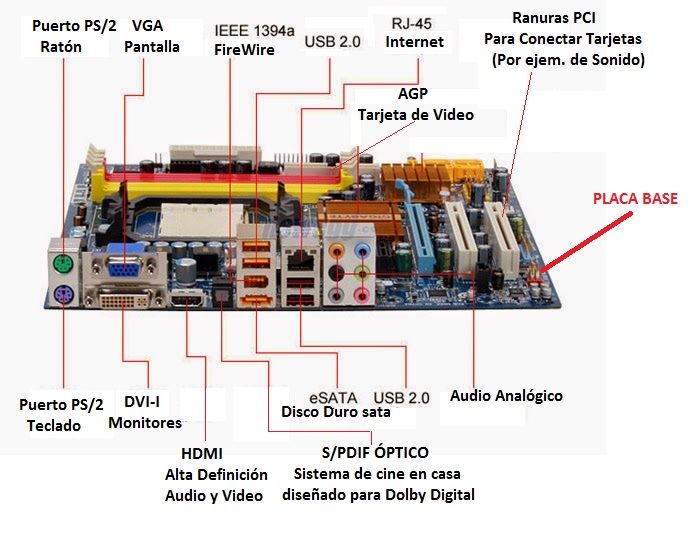 Puerto PS/2
Ratón
VGA
Pantalla
IEEE 1394a
FireWire
USB 2.0
RJ-45
Internet
Ranuras PCI
Para Conectar Tarjetas
(Por ejem. de Sonido)
AGP
Tarjeta de Video
PLACA BASE
GIGABYTE
Puerto PS/2
Teclado
DVI-I
Monitores
HDMI
Alta Definición
Audio y Video
eSATA
Disco Duro sata
USB 2.0
S/PDIF ÓPTICO
Sistema de cine en casa
diseñado para Dolby Digital
Audio Analógico